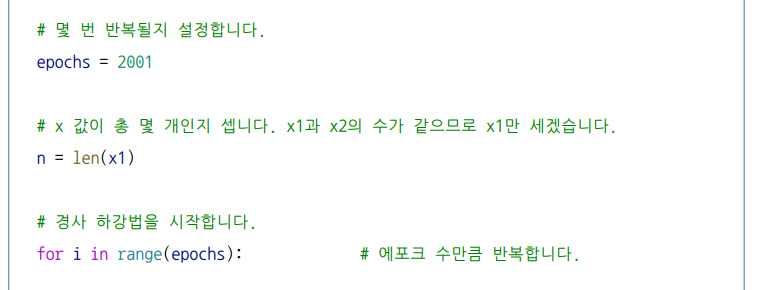 # 몇 번 반복될지 설정합니다.
epochs = 2001
# x 값이 총 몇 개인지 셉니다. x1과 x2의 수가 같으므로 x1만 세겠습니다.
n = len(x1)
# 경사 하강법을 시작합니다.
for i in range(epochs): # 에포크 수만큼 반복합니다.